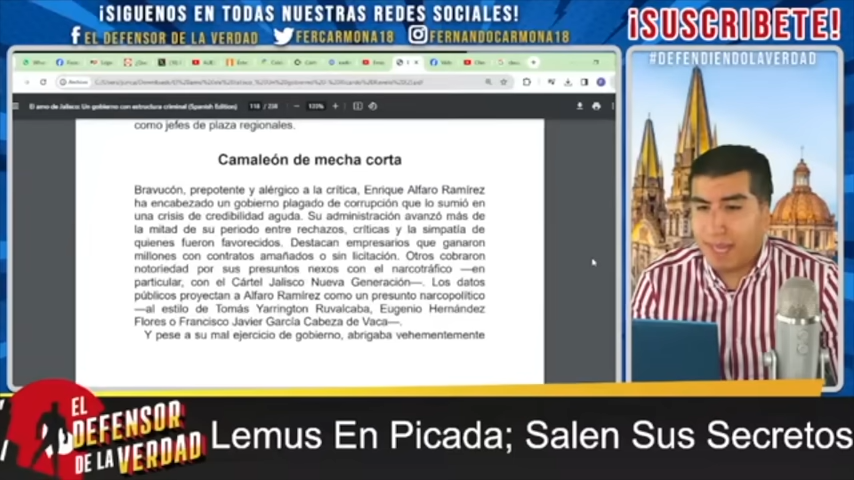 ¡SIGUENOS EN TODAS NUESTRAS REDES SOCIALES!
EL DEFENSOR DE LA VERDAD FERCARMONA18 FERNANDOCARMONA18
¡SUSCRIBETE!
#DEFENDIENDOLAVERDAD
El amo de Jalisco: Un gobierno con estructura criminal (Spanish Edition)
como jefes de plaza regionales.
Camaleón de mecha corta
Bravucón, prepotente y alérgico a la crítica, Enrique Alfaro Ramírez
ha encabezado un gobierno plagado de corrupción que lo sumió en
una crisis de credibilidad aguda. Su administración avanzó más de
la mitad de su periodo entre rechazos, críticas y la simpatía de
quienes fueron favorecidos. Destacan empresarios que ganaron
millones con contratos amañados o sin licitación. Otros cobraron
notoriedad por sus presuntos nexos con el narcotráfico —en
particular, con el Cártel Jalisco Nueva Generación—. Los datos
públicos proyectan a Alfaro Ramírez como un presunto narcopolítico
—al estilo de Tomás Yarrington Ruvalcaba, Eugenio Hernández
Flores o Francisco Javier García Cabeza de Vaca—.
Y pese a su mal ejercicio de gobierno, abrigaba vehementemente
EL
DEFENSOR
DE LA VERDAD
Lemus En Picada; Salen Sus Secretos